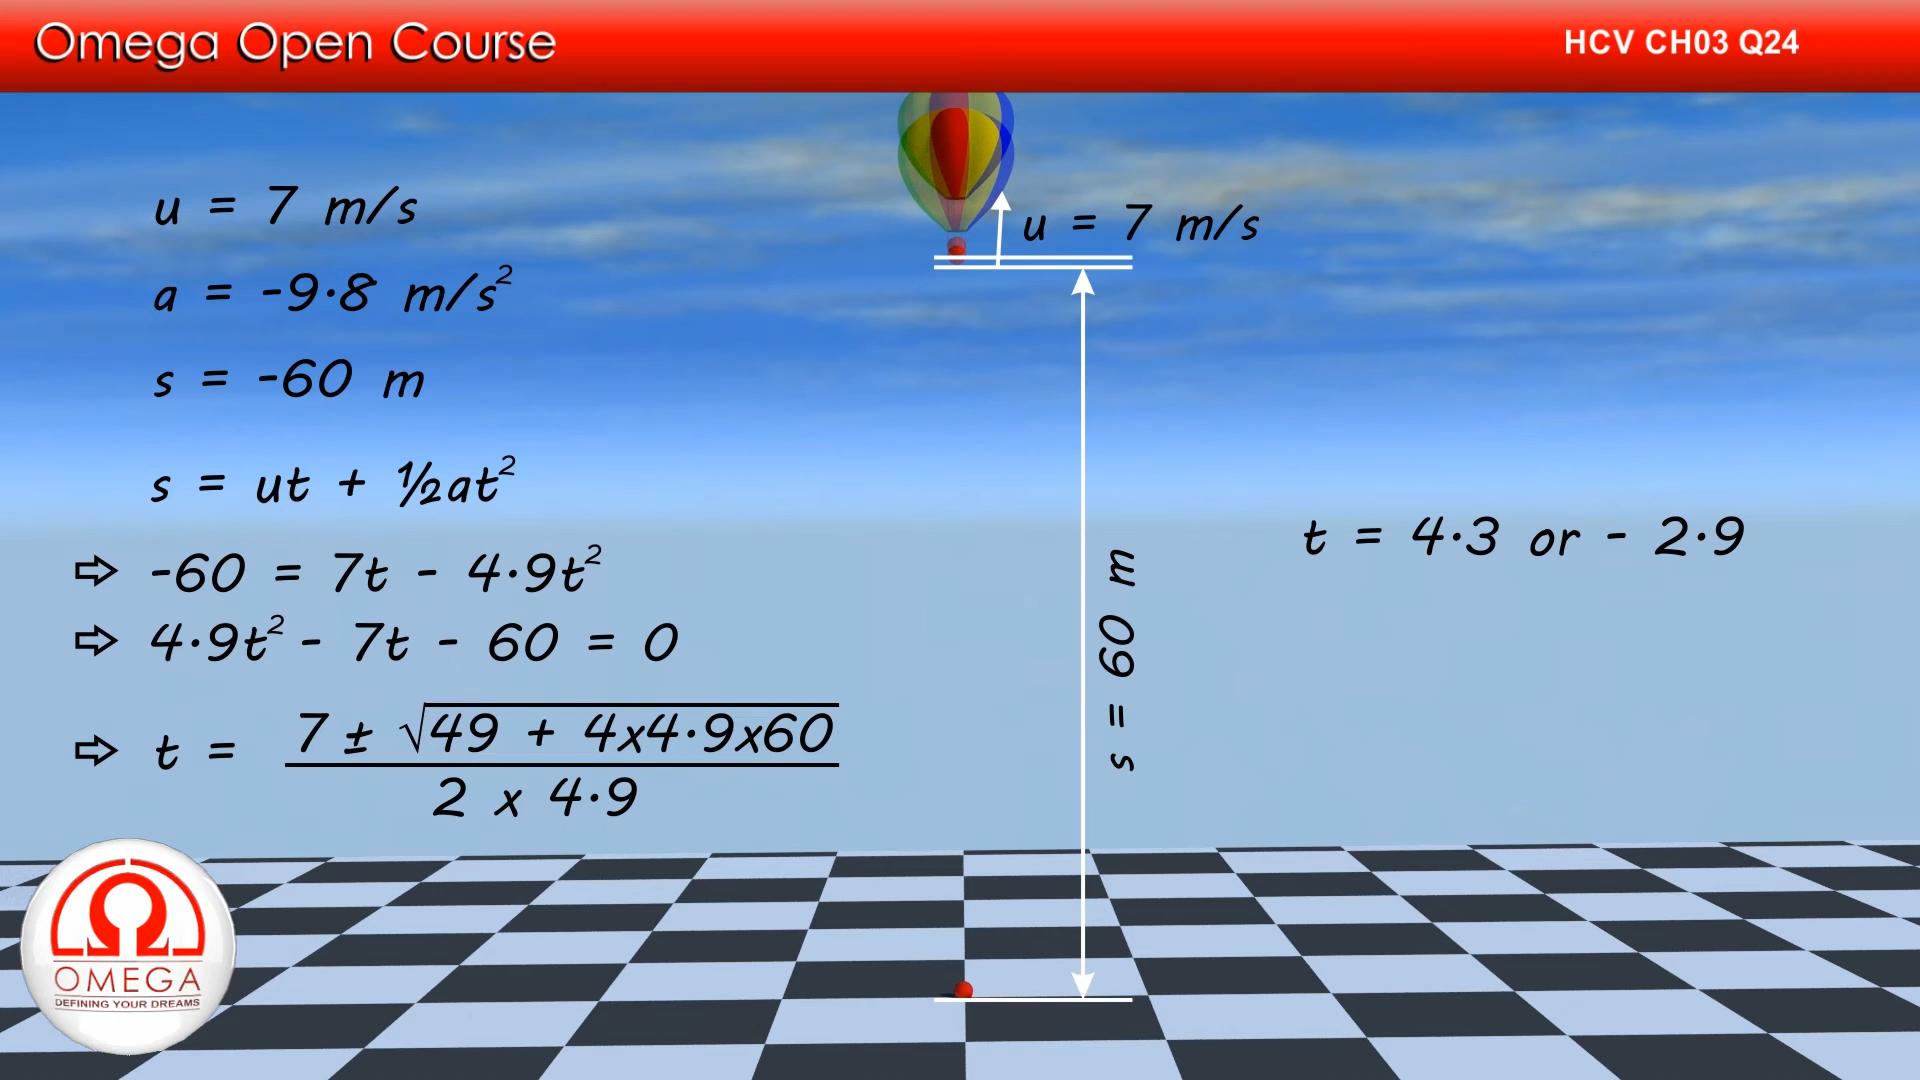 Omega Open Course
HCV CH03 Q24
u = 7 m/s
a = -9·8 m/s²
s = -60 m
s = ut + ½at²
⇨ -60 = 7t - 4·9t²
⇨ 4·9t² - 7t - 60 = 0
⇨ t = 7 ± √49 + 4x4·9x60
2 x 4·9
u = 7 m/s
s = 60 m
t = 4·3 or - 2·9
OMEGA
DEFINING YOUR DREAMS